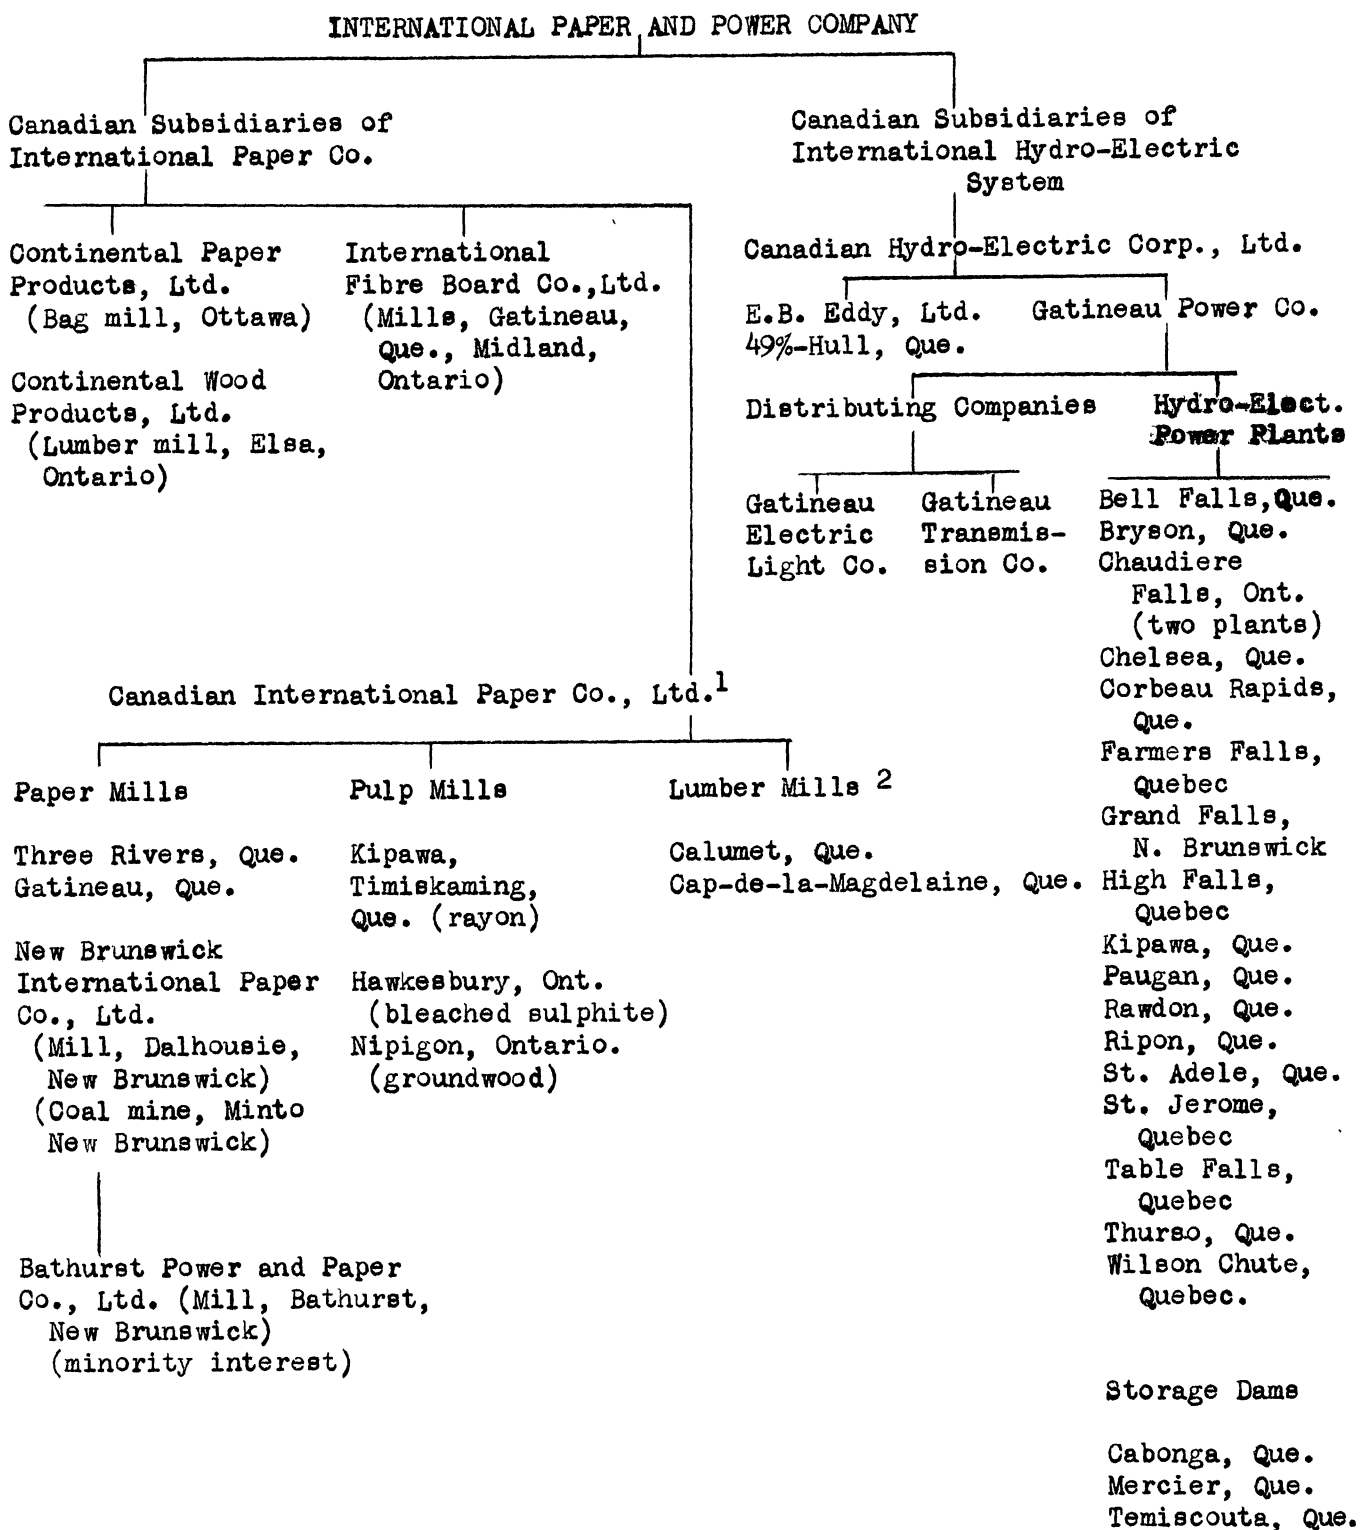 INTERNATIONAL PAPER AND POWER COMPANY
Canadian Subsidiaries of
International Paper Co.
Canadian Subsidiaries of
International Hydro-Electric
System
Continental Paper
Products, Ltd.
(Bag mill, Ottawa)
Continental Wood
Products, Ltd.
(Lumber mill, Elsa,
Ontario)
International
Fibre Board Co.,Ltd.
(Mills, Gatineau,
Que., Midland,
Ontario)
Canadian Hydro-Electric Corp., Ltd.
E.B. Eddy, Ltd.
49%-Hull, Que.
Gatineau Power Co.
Distributing Companies
Hydro-Elect.
Power Plants
Gatineau
Electric
Light Co.
Gatineau
Transmis-
sion Co.
Bell Falls,Que.
Bryson, Que.
Chaudiere
Falls, Ont.
(two plants)
Chelsea, Que.
Corbeau Rapids,
Que.
Farmers Falls,
Quebec
Grand Falls,
N. Brunswick
High Falls,
Quebec
Kipawa, Que.
Paugan, Que.
Rawdon, Que.
Ripon, Que.
St. Adele, Que.
St. Jerome,
Quebec
Table Falls,
Quebec
Thurso, Que.
Wilson Chute,
Quebec.
Storage Dams
Cabonga, Que.
Mercier, Que.
Temiscouta, Que.
Canadian International Paper Co., Ltd.1
Paper Mills
Three Rivers, Que.
Gatineau, Que.
New Brunswick
International Paper
Co., Ltd.
(Mill, Dalhousie,
New Brunswick)
(Coal mine, Minto
New Brunswick)
Bathurst Power and Paper
Co., Ltd. (Mill, Bathurst,
New Brunswick)
(minority interest)
Pulp Mills
Kipawa,
Timiskaming,
Que. (rayon)
Hawkesbury, Ont.
(bleached sulphite)
Nipigon, Ontario.
(groundwood)
Lumber Mills 2
Calumet, Que.
Cap-de-la-Magdelaine, Que.